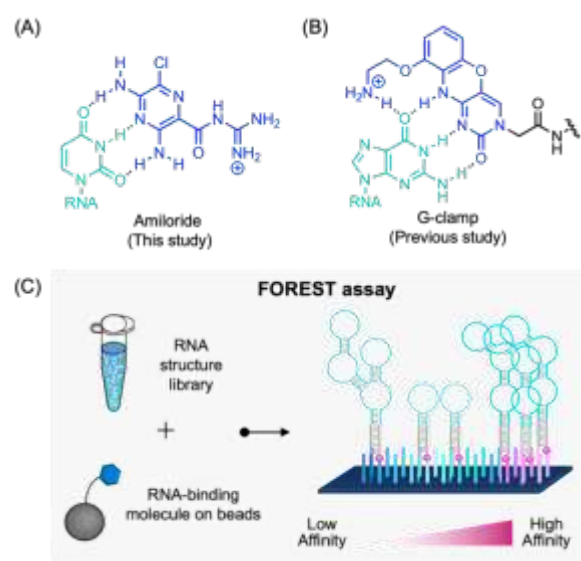 (A)
Cl
H
N
H
N
N
N
NH₂
NH₂
⊕
O
N
H
H
O
N
H
N
O
RNA
Amiloride
(This study)
(B)
O
O
H₂N
⊕
H
N
H
N
N
O
O
N
H
O
N
N
N
N
H
N
N
H
H
RNA
G-clamp
(Previous study)
(C)
FOREST assay
RNA
structure
library
+
RNA-binding
molecule on beads
Low
Affinity
High
Affinity